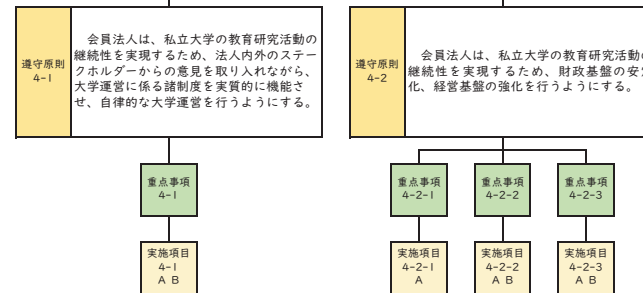 遵守原則
4-1
会員法人は、私立大学の教育研究活動の
継続性を実現するため、法人内外のステー
クホルダーからの意見を取り入れながら、
大学運営に係る諸制度を実質的に機能さ
せ、自律的な大学運営を行うようにする。
遵守原則
4-2
会員法人は、私立大学の教育研究活動の
継続性を実現するため、財政基盤の安定
化、経営基盤の強化を行うようにする。
重点事項
4-1
重点事項
4-2-1
重点事項
4-2-2
重点事項
4-2-3
実施項目
4-1
A B
実施項目
4-2-1
A
実施項目
4-2-2
A B
実施項目
4-2-3
A B